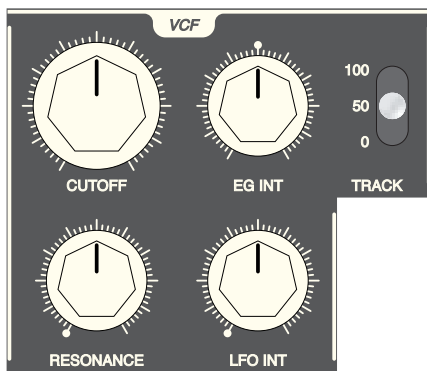 VCF
100
50
0
CUTOFF
EG INT
TRACK
RESONANCE
LFO INT